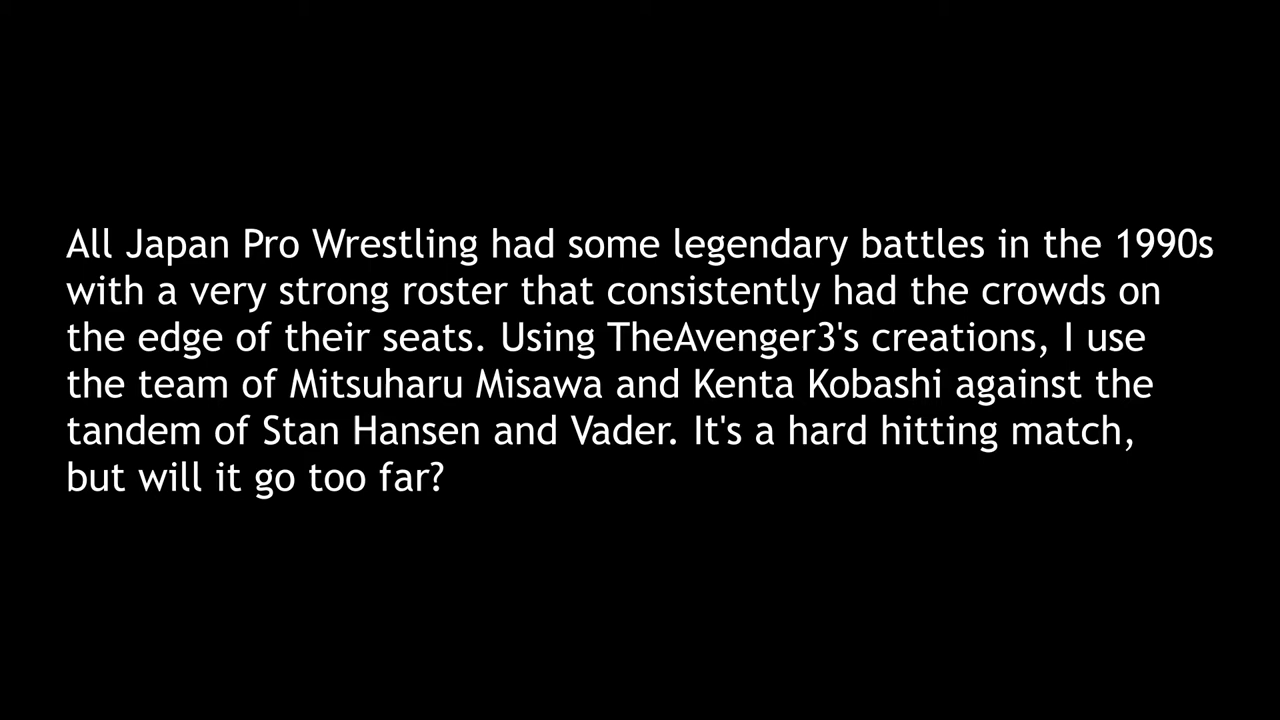 All Japan Pro Wrestling had some legendary battles in the 1990s
with a very strong roster that consistently had the crowds on
the edge of their seats. Using TheAvenger3's creations, I use
the team of Mitsuharu Misawa and Kenta Kobashi against the
tandem of Stan Hansen and Vader. It's a hard hitting match,
but will it go too far?